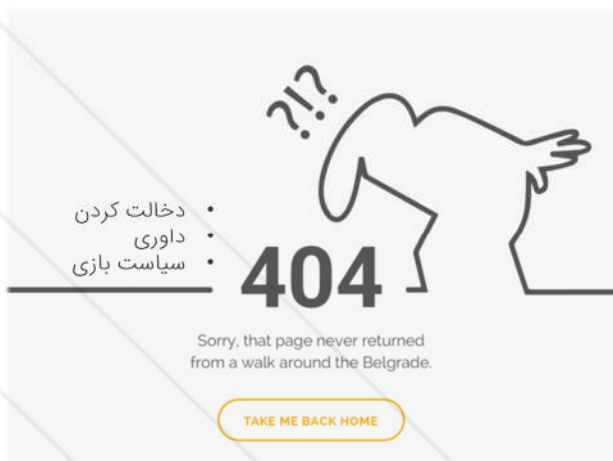 ?!?
• دخالت کردن
• داوری
• سیاست بازی
404
Sorry, that page never returned
from a walk around the Belgrade.
TAKE ME BACK HOME